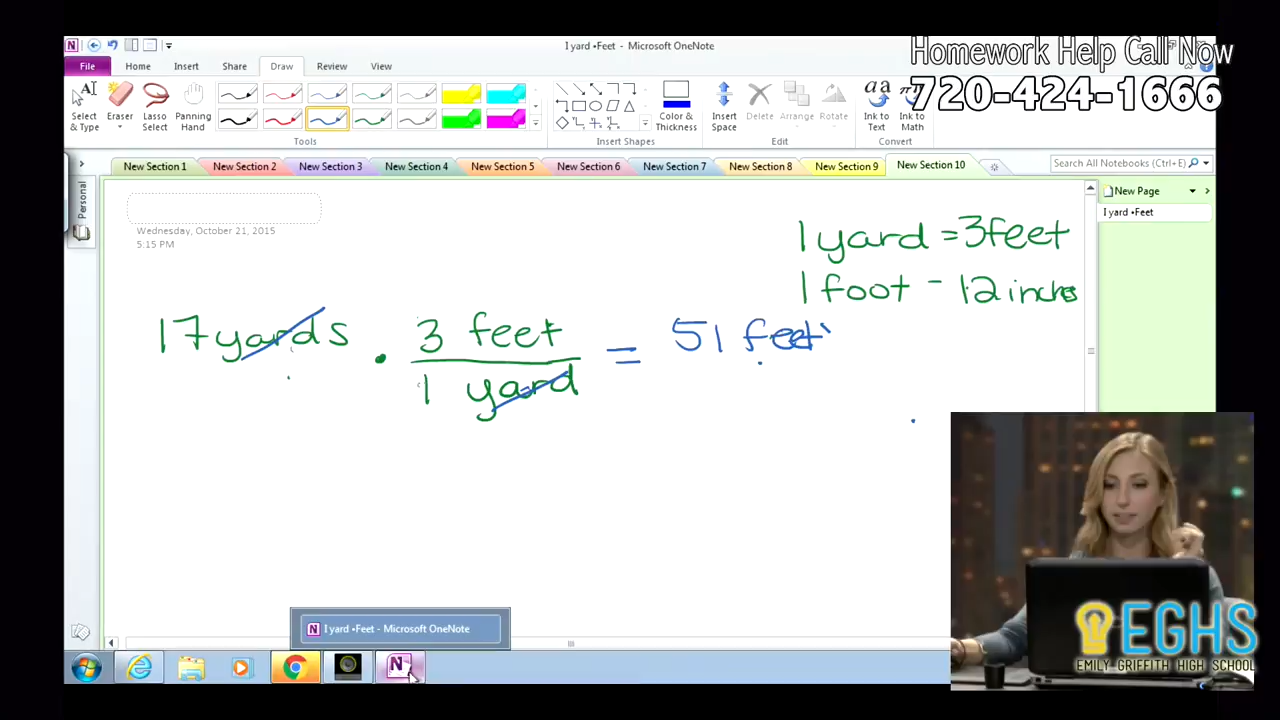 1 yard • Feet - Microsoft OneNote
Homework Help Call Now
720-424-1666
File Home Insert Share Draw Review View
Select & Type
Eraser
Lasso Select
Panning Hand
Color & Thickness
Insert Space
Delete
Arrange
Rotate
Ink to Text
Ink to Math
Tools Insert Shapes Edit Convert
New Section 1 New Section 2 New Section 3 New Section 4 New Section 5 New Section 6 New Section 7 New Section 8 New Section 9 New Section 10
Search All Notebooks (Ctrl+E)
Personal
New Page
1 yard •Feet
Wednesday, October 21, 2015
5:15 PM
1 yard = 3 feet
1 foot - 12 inches
17 yards • 3 feet / 1 yard = 51 feet
1 yard •Feet - Microsoft OneNote
EGHS
EMILY GRIFFITH HIGH SCHOOL